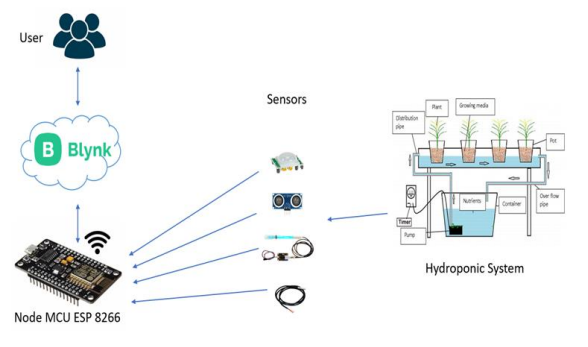 User
B Blynk
Node MCU ESP 8266
Sensors
Plant
Growing media
Distribution
pipe
Pot
Timer
Nutrients
Container
Over flow
pipe
Pump
Hydroponic System